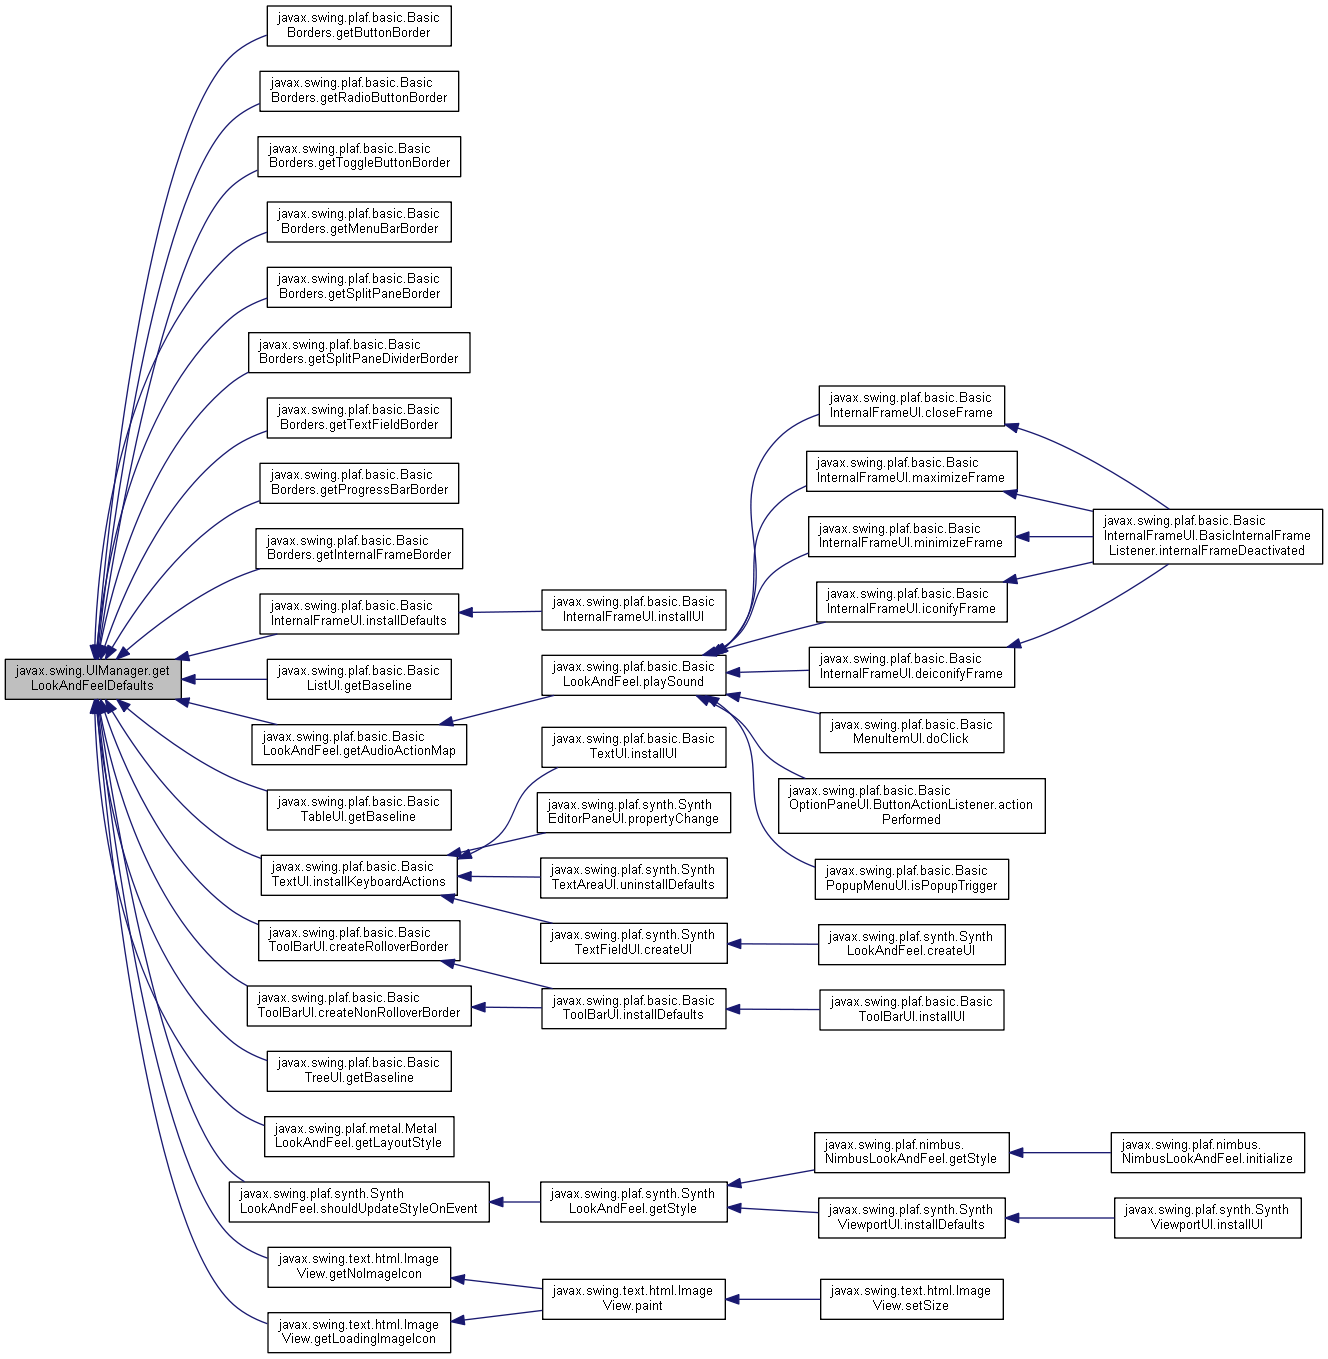 javax.swing.UIManager.get
LookAndFeelDefaults
javax.swing.plaf.basic.Basic
Borders.getButtonBorder
javax.swing.plaf.basic.Basic
Borders.getRadioButtonBorder
javax.swing.plaf.basic.Basic
Borders.getToggleButtonBorder
javax.swing.plaf.basic.Basic
Borders.getMenuBarBorder
javax.swing.plaf.basic.Basic
Borders.getSplitPaneBorder
javax.swing.plaf.basic.Basic
Borders.getSplitPaneDividerBorder
javax.swing.plaf.basic.Basic
Borders.getTextFieldBorder
javax.swing.plaf.basic.Basic
Borders.getProgressBarBorder
javax.swing.plaf.basic.Basic
Borders.getInternalFrameBorder
javax.swing.plaf.basic.Basic
InternalFrameUI.installDefaults
javax.swing.plaf.basic.Basic
ListUI.getBaseline
javax.swing.plaf.basic.Basic
LookAndFeel.getAudioActionMap
javax.swing.plaf.basic.Basic
TableUI.getBaseline
javax.swing.plaf.basic.Basic
TextUI.installKeyboardActions
javax.swing.plaf.basic.Basic
ToolBarUI.createRolloverBorder
javax.swing.plaf.basic.Basic
ToolBarUI.createNonRolloverBorder
javax.swing.plaf.basic.Basic
TreeUI.getBaseline
javax.swing.plaf.metal.Metal
LookAndFeel.getLayoutStyle
javax.swing.plaf.synth.Synth
LookAndFeel.shouldUpdateStyleOnEvent
javax.swing.text.html.Image
View.getNoImageIcon
javax.swing.text.html.Image
View.getLoadingImageIcon
javax.swing.plaf.basic.Basic
InternalFrameUI.installUI
javax.swing.plaf.basic.Basic
LookAndFeel.playSound
javax.swing.plaf.basic.Basic
TextUI.installUI
javax.swing.plaf.synth.Synth
EditorPaneUI.propertyChange
javax.swing.plaf.synth.Synth
TextAreaUI.uninstallDefaults
javax.swing.plaf.synth.Synth
TextFieldUI.createUI
javax.swing.plaf.basic.Basic
ToolBarUI.installDefaults
javax.swing.plaf.synth.Synth
LookAndFeel.getStyle
javax.swing.text.html.Image
View.paint
javax.swing.plaf.basic.Basic
InternalFrameUI.closeFrame
javax.swing.plaf.basic.Basic
InternalFrameUI.maximizeFrame
javax.swing.plaf.basic.Basic
InternalFrameUI.minimizeFrame
javax.swing.plaf.basic.Basic
InternalFrameUI.iconifyFrame
javax.swing.plaf.basic.Basic
InternalFrameUI.deiconifyFrame
javax.swing.plaf.basic.Basic
MenuItemUI.doClick
javax.swing.plaf.basic.Basic
OptionPaneUI.ButtonActionListener.action
Performed
javax.swing.plaf.basic.Basic
PopupMenuUI.isPopupTrigger
javax.swing.plaf.synth.Synth
LookAndFeel.createUI
javax.swing.plaf.basic.Basic
ToolBarUI.installUI
javax.swing.plaf.nimbus.
NimbusLookAndFeel.getStyle
javax.swing.plaf.synth.Synth
ViewportUI.installDefaults
javax.swing.text.html.Image
View.setSize
javax.swing.plaf.basic.Basic
InternalFrameUI.BasicInternalFrame
Listener.internalFrameDeactivated
javax.swing.plaf.nimbus.
NimbusLookAndFeel.initialize
javax.swing.plaf.synth.Synth
ViewportUI.installUI